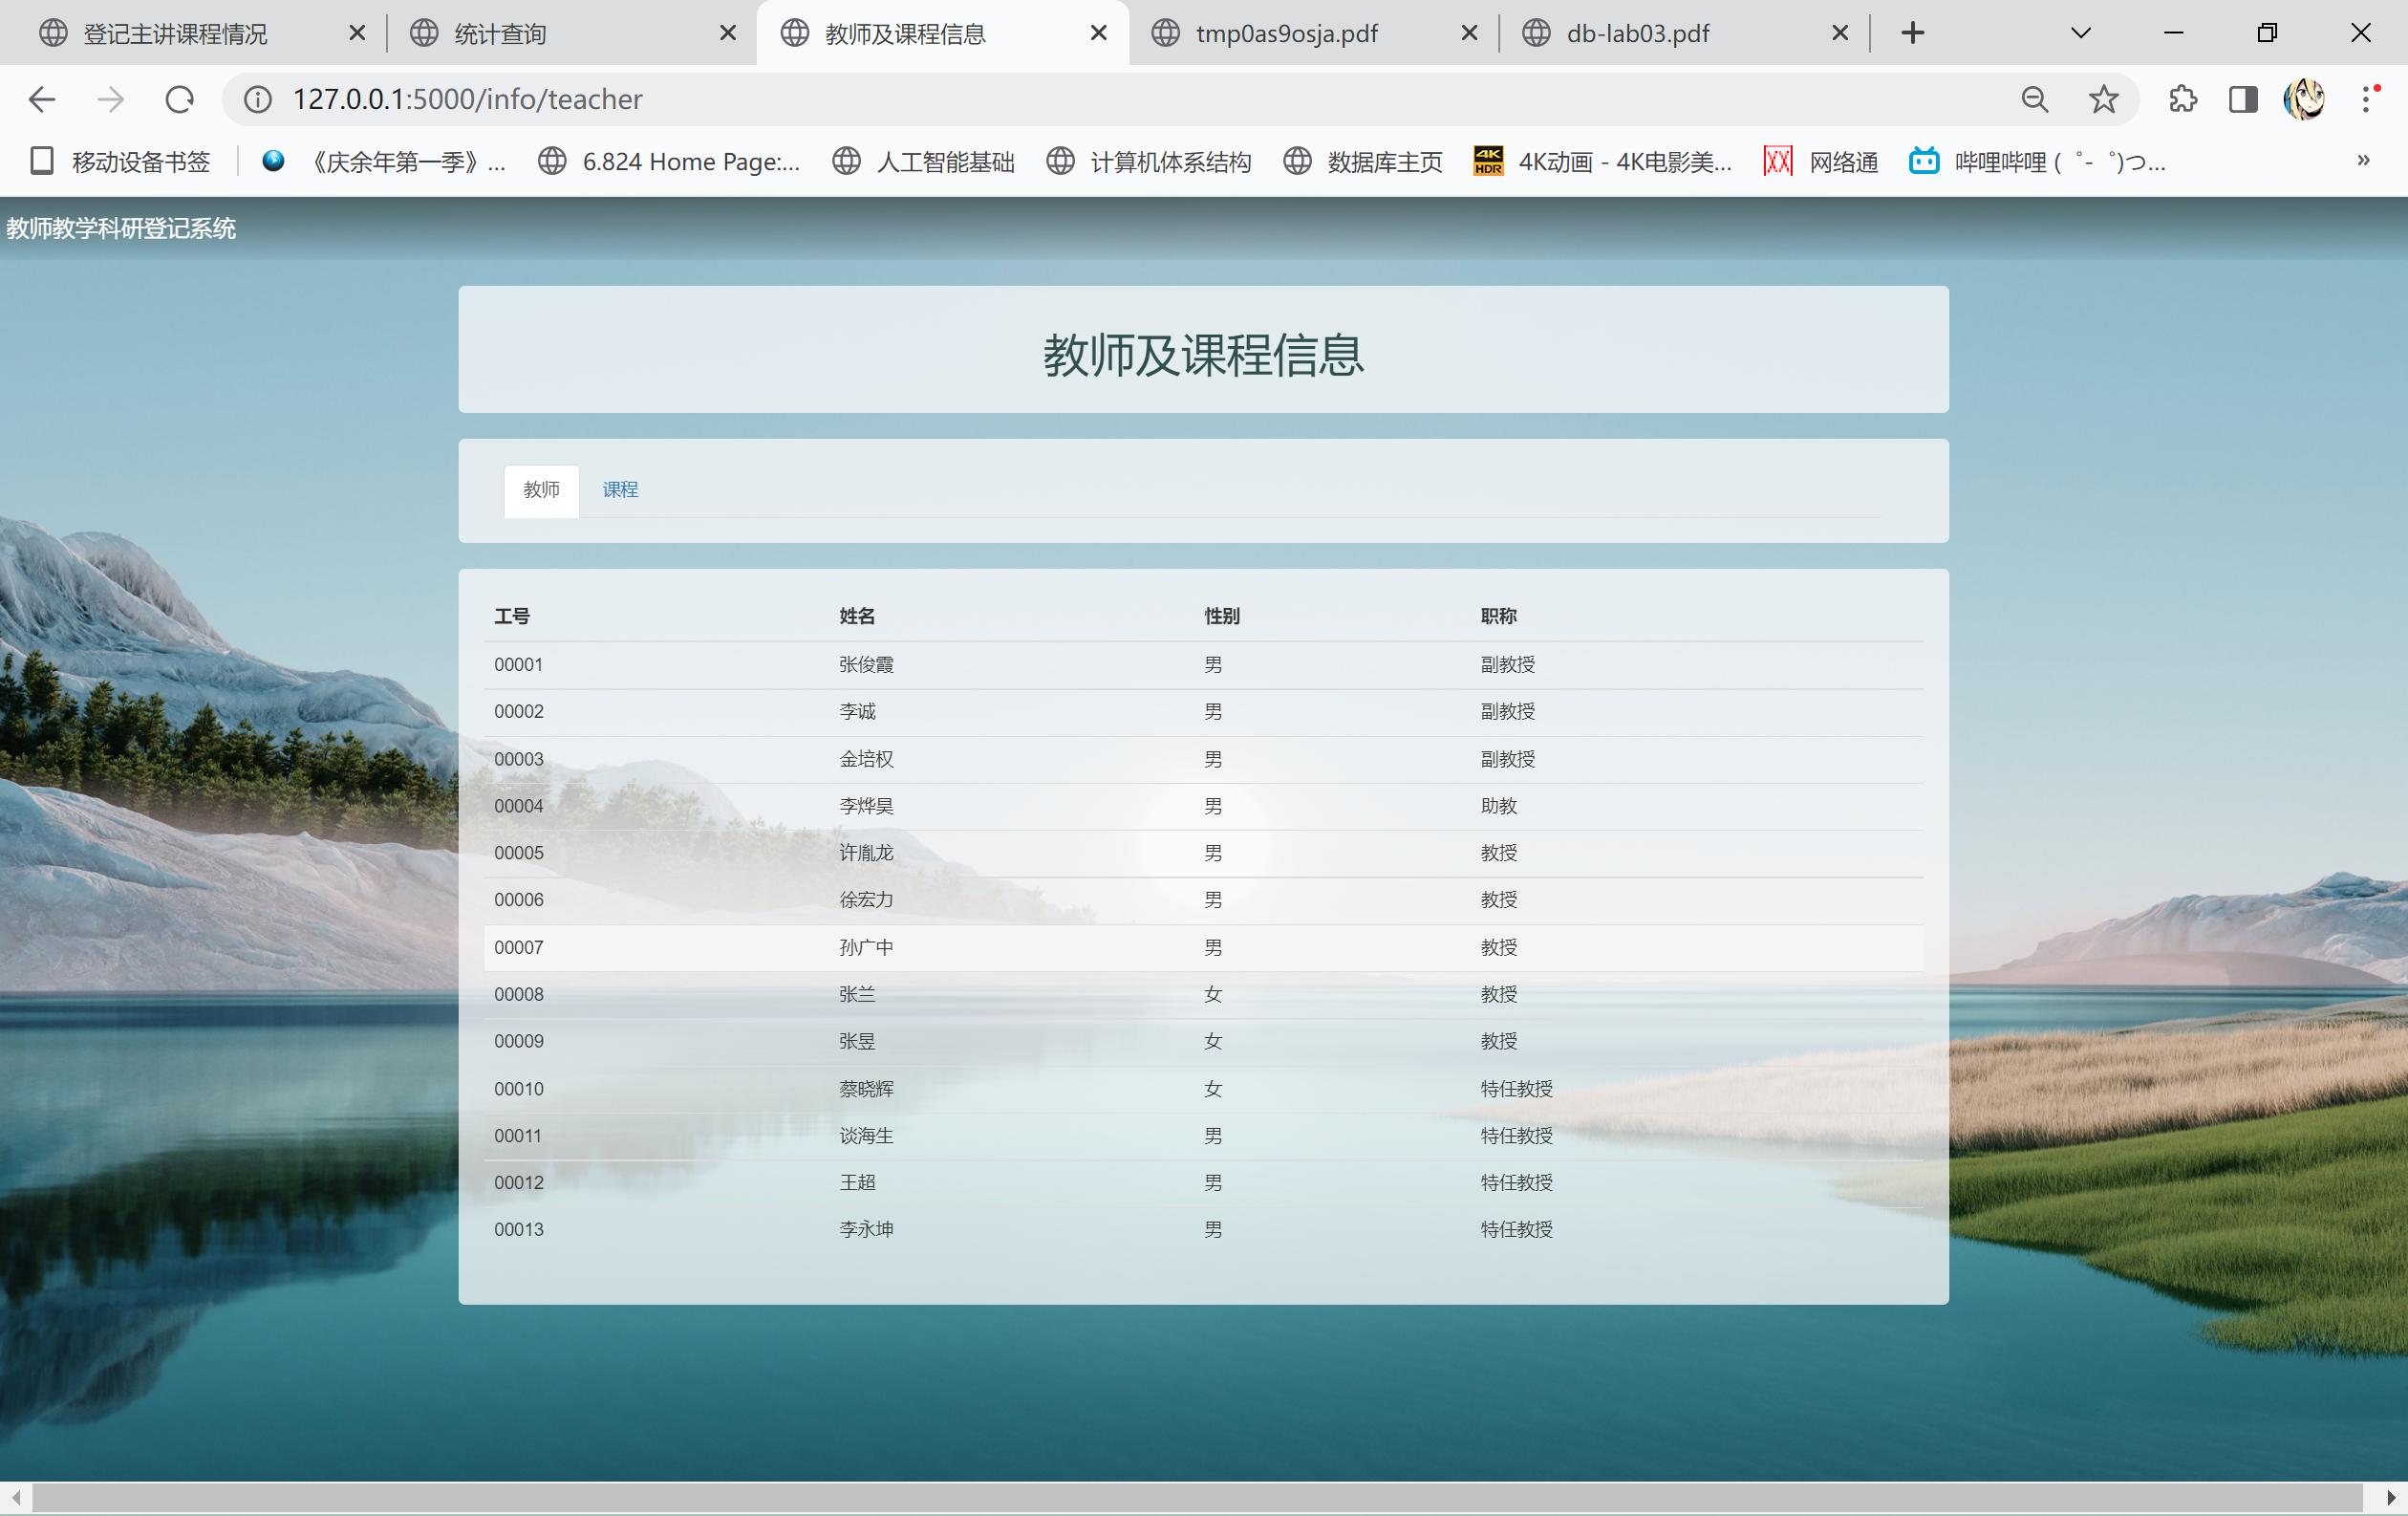 登记主讲课程情况 统计查询 教师及课程信息 tmp0as9osja.pdf db-lab03.pdf
127.0.0.1:5000/info/teacher
移动设备书签 《庆余年第一季》... 6.824 Home Page:... 人工智能基础 计算机体系结构 数据库主页 4K HDR 4K动画 - 4K电影美... 网络通 哔哩哔哩 (゜-゜)つ... »
教师教学科研登记系统
教师及课程信息
教师 课程
工号 姓名 性别 职称
00001 张俊霞 男 副教授
00002 李诚 男 副教授
00003 金培权 男 副教授
00004 李烨昊 男 助教
00005 许胤龙 男 教授
00006 徐宏力 男 教授
00007 孙广中 男 教授
00008 张兰 女 教授
00009 张昱 女 教授
00010 蔡晓辉 女 特任教授
00011 谈海生 男 特任教授
00012 王超 男 特任教授
00013 李永坤 男 特任教授